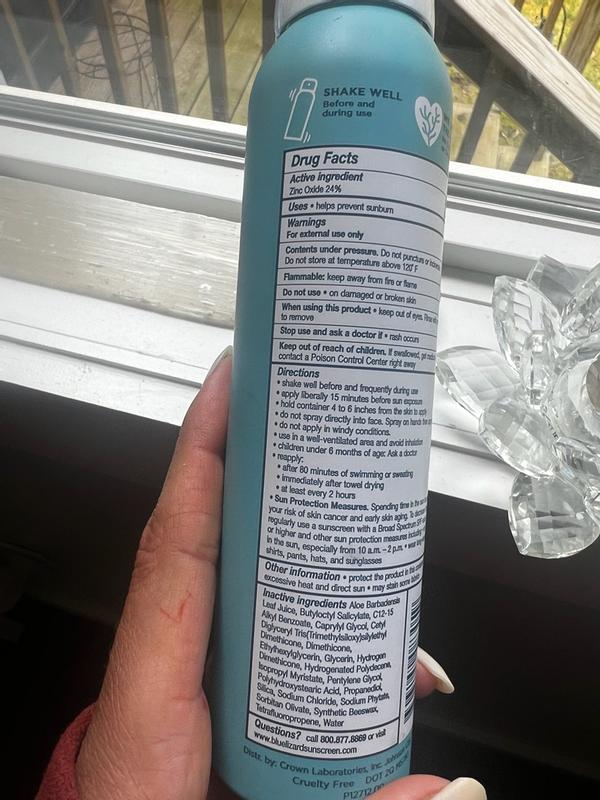 SHAKE WELL
Before and
during use
Drug Facts
Active ingredient
Zinc Oxide 24%
Uses • helps prevent sunburn
Warnings
For external use only
Contents under pressure. Do not puncture or
Do not store at temperature above 120° F
Flammable: keep away from fire or flame
Do not use • on damaged or broken skin
When using this product • keep out of eyes. Rinse
to remove
Stop use and ask a doctor if • rash occurs
Keep out of reach of children. If swallowed, get
contact a Poison Control Center right away
Directions
• shake well before and frequently during use
• apply liberally 15 minutes before sun exposure
• hold container 4 to 6 inches from the skin to apply
• do not spray directly into face. Spray on hands
• do not apply in windy conditions.
• use in a well-ventilated area and avoid inhalation
• children under 6 months of age: Ask a doctor
• reapply:
• after 80 minutes of swimming or sweating
• immediately after towel drying
• at least every 2 hours
• Sun Protection Measures. Spending time in the
your risk of skin cancer and early skin aging. To
regularly use a sunscreen with a Broad Spectrum
or higher and other sun protection measures including
in the sun, especially from 10 a.m. – 2 p.m. • wear
shirts, pants, hats, and sunglasses
Other information • protect the product in this
excessive heat and direct sun • may stain some
Inactive ingredients Aloe Barbadensis
Leaf Juice, Butyloctyl Salicylate, C12-15
Alkyl Benzoate, Caprylyl Glycol, Cetyl
Diglyceryl Tris(Trimethylsiloxy)silylethyl
Dimethicone, Dimethicone,
Ethylhexylglycerin, Glycerin, Hydrogen
Dimethicone, Hydrogenated Polydecene,
Isopropyl Myristate, Pentylene Glycol,
Polyhydroxystearic Acid, Propanediol,
Silica, Sodium Chloride, Sodium Phytate,
Sorbitan Olivate, Synthetic Beeswax,
Tetrafluoropropene, Water
Questions? call 800.877.8869 or visit
www.bluelizardsunscreen.com
Distr. by: Crown Laboratories, Inc. Johnson
Cruelty Free DOT 2Q